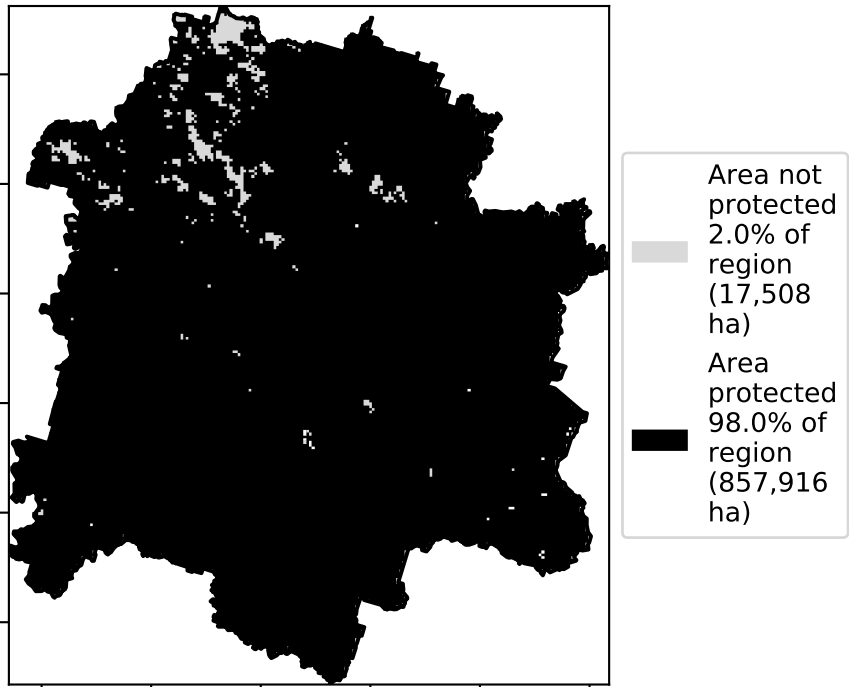 Area not
protected
2.0% of
region
(17,508
ha)
Area
protected
98.0% of
region
(857,916
ha)